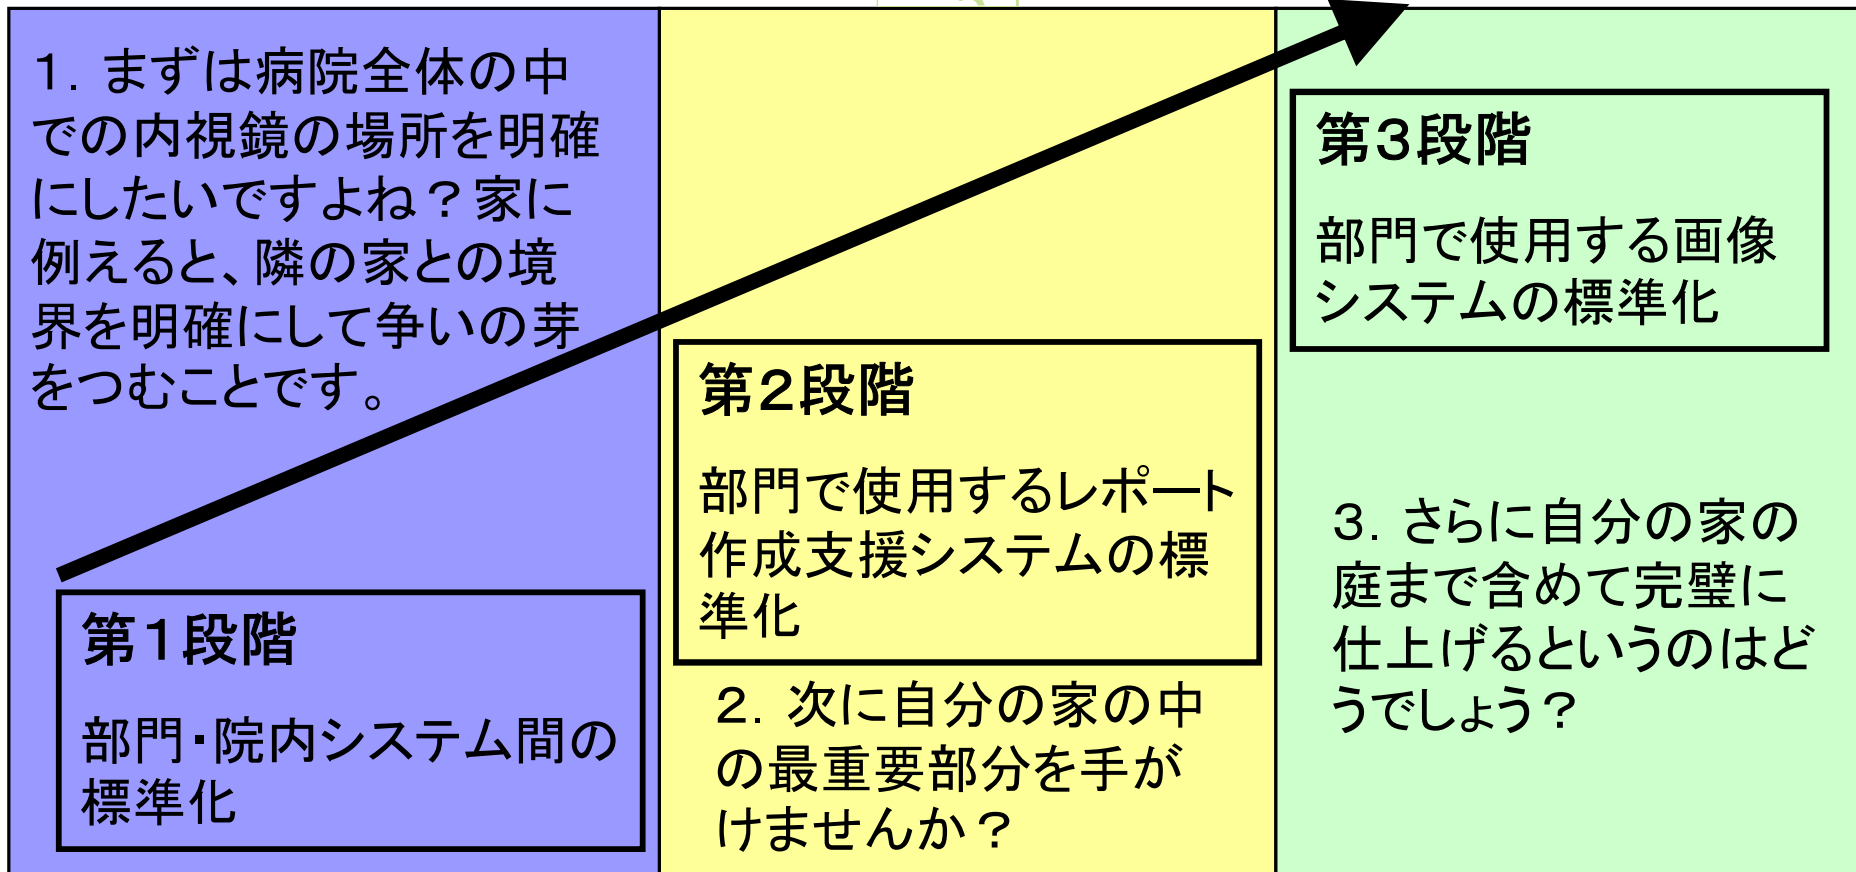 1．まずは病院全体の中
での内視鏡の場所を明確
にしたいですよね？家に
例えると、隣の家との境
界を明確にして争いの芽
をつむことです。
第1段階
部門・院内システム間の
標準化
第2段階
部門で使用するレポート
作成支援システムの標
準化
2．次に自分の家の中
の最重要部分を手が
けませんか？
第3段階
部門で使用する画像
システムの標準化
3．さらに自分の家の
庭まで含めて完璧に
仕上げるというのはど
うでしょう？